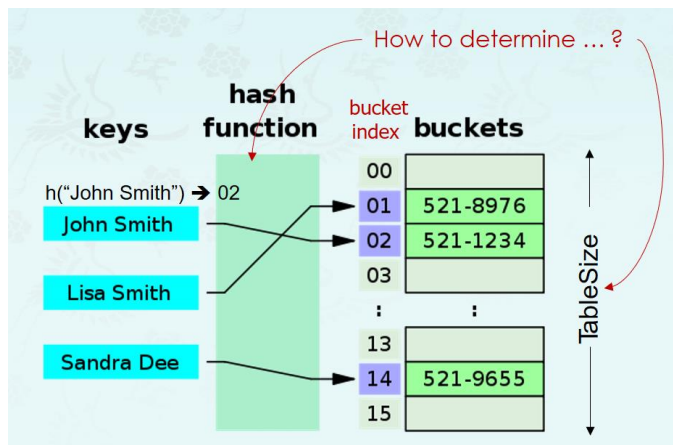 How to determine ... ?
keys
hash
function
bucket
index
buckets
h("John Smith") ➔ 02
John Smith
Lisa Smith
Sandra Dee
00
01
521-8976
02
521-1234
03
:
:
13
14
521-9655
15
TableSize